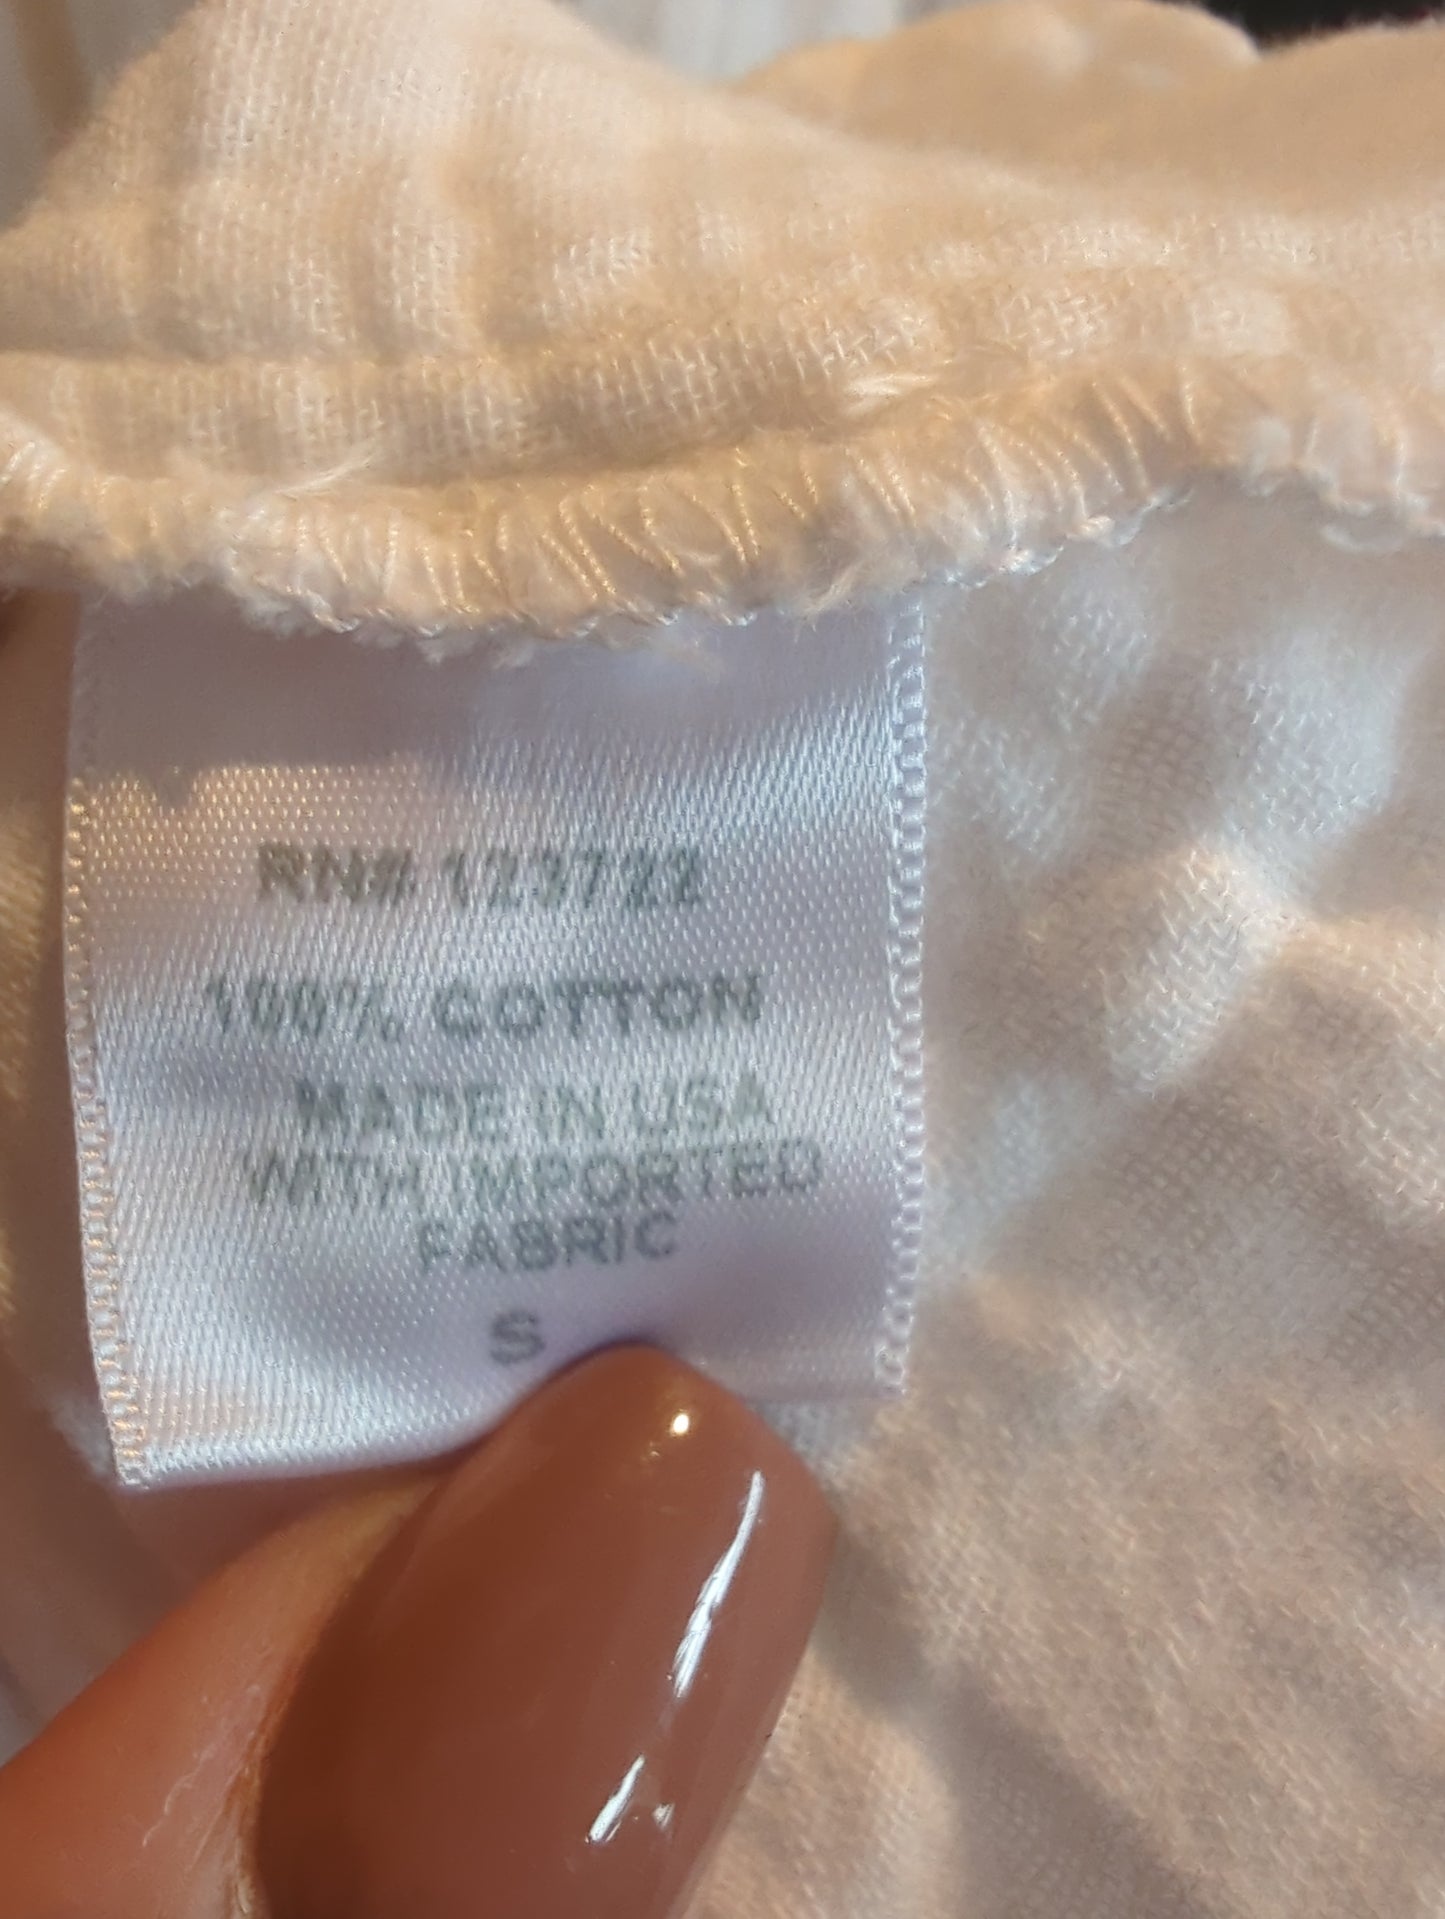 RN# 123722
100% COTTON
MADE IN USA
WITH IMPORTED
FABRIC
S